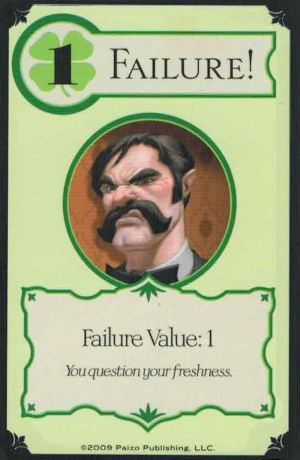 1 FAILURE!
Failure Value: 1
You question your freshness.
©2009 Paizo Publishing, LLC.